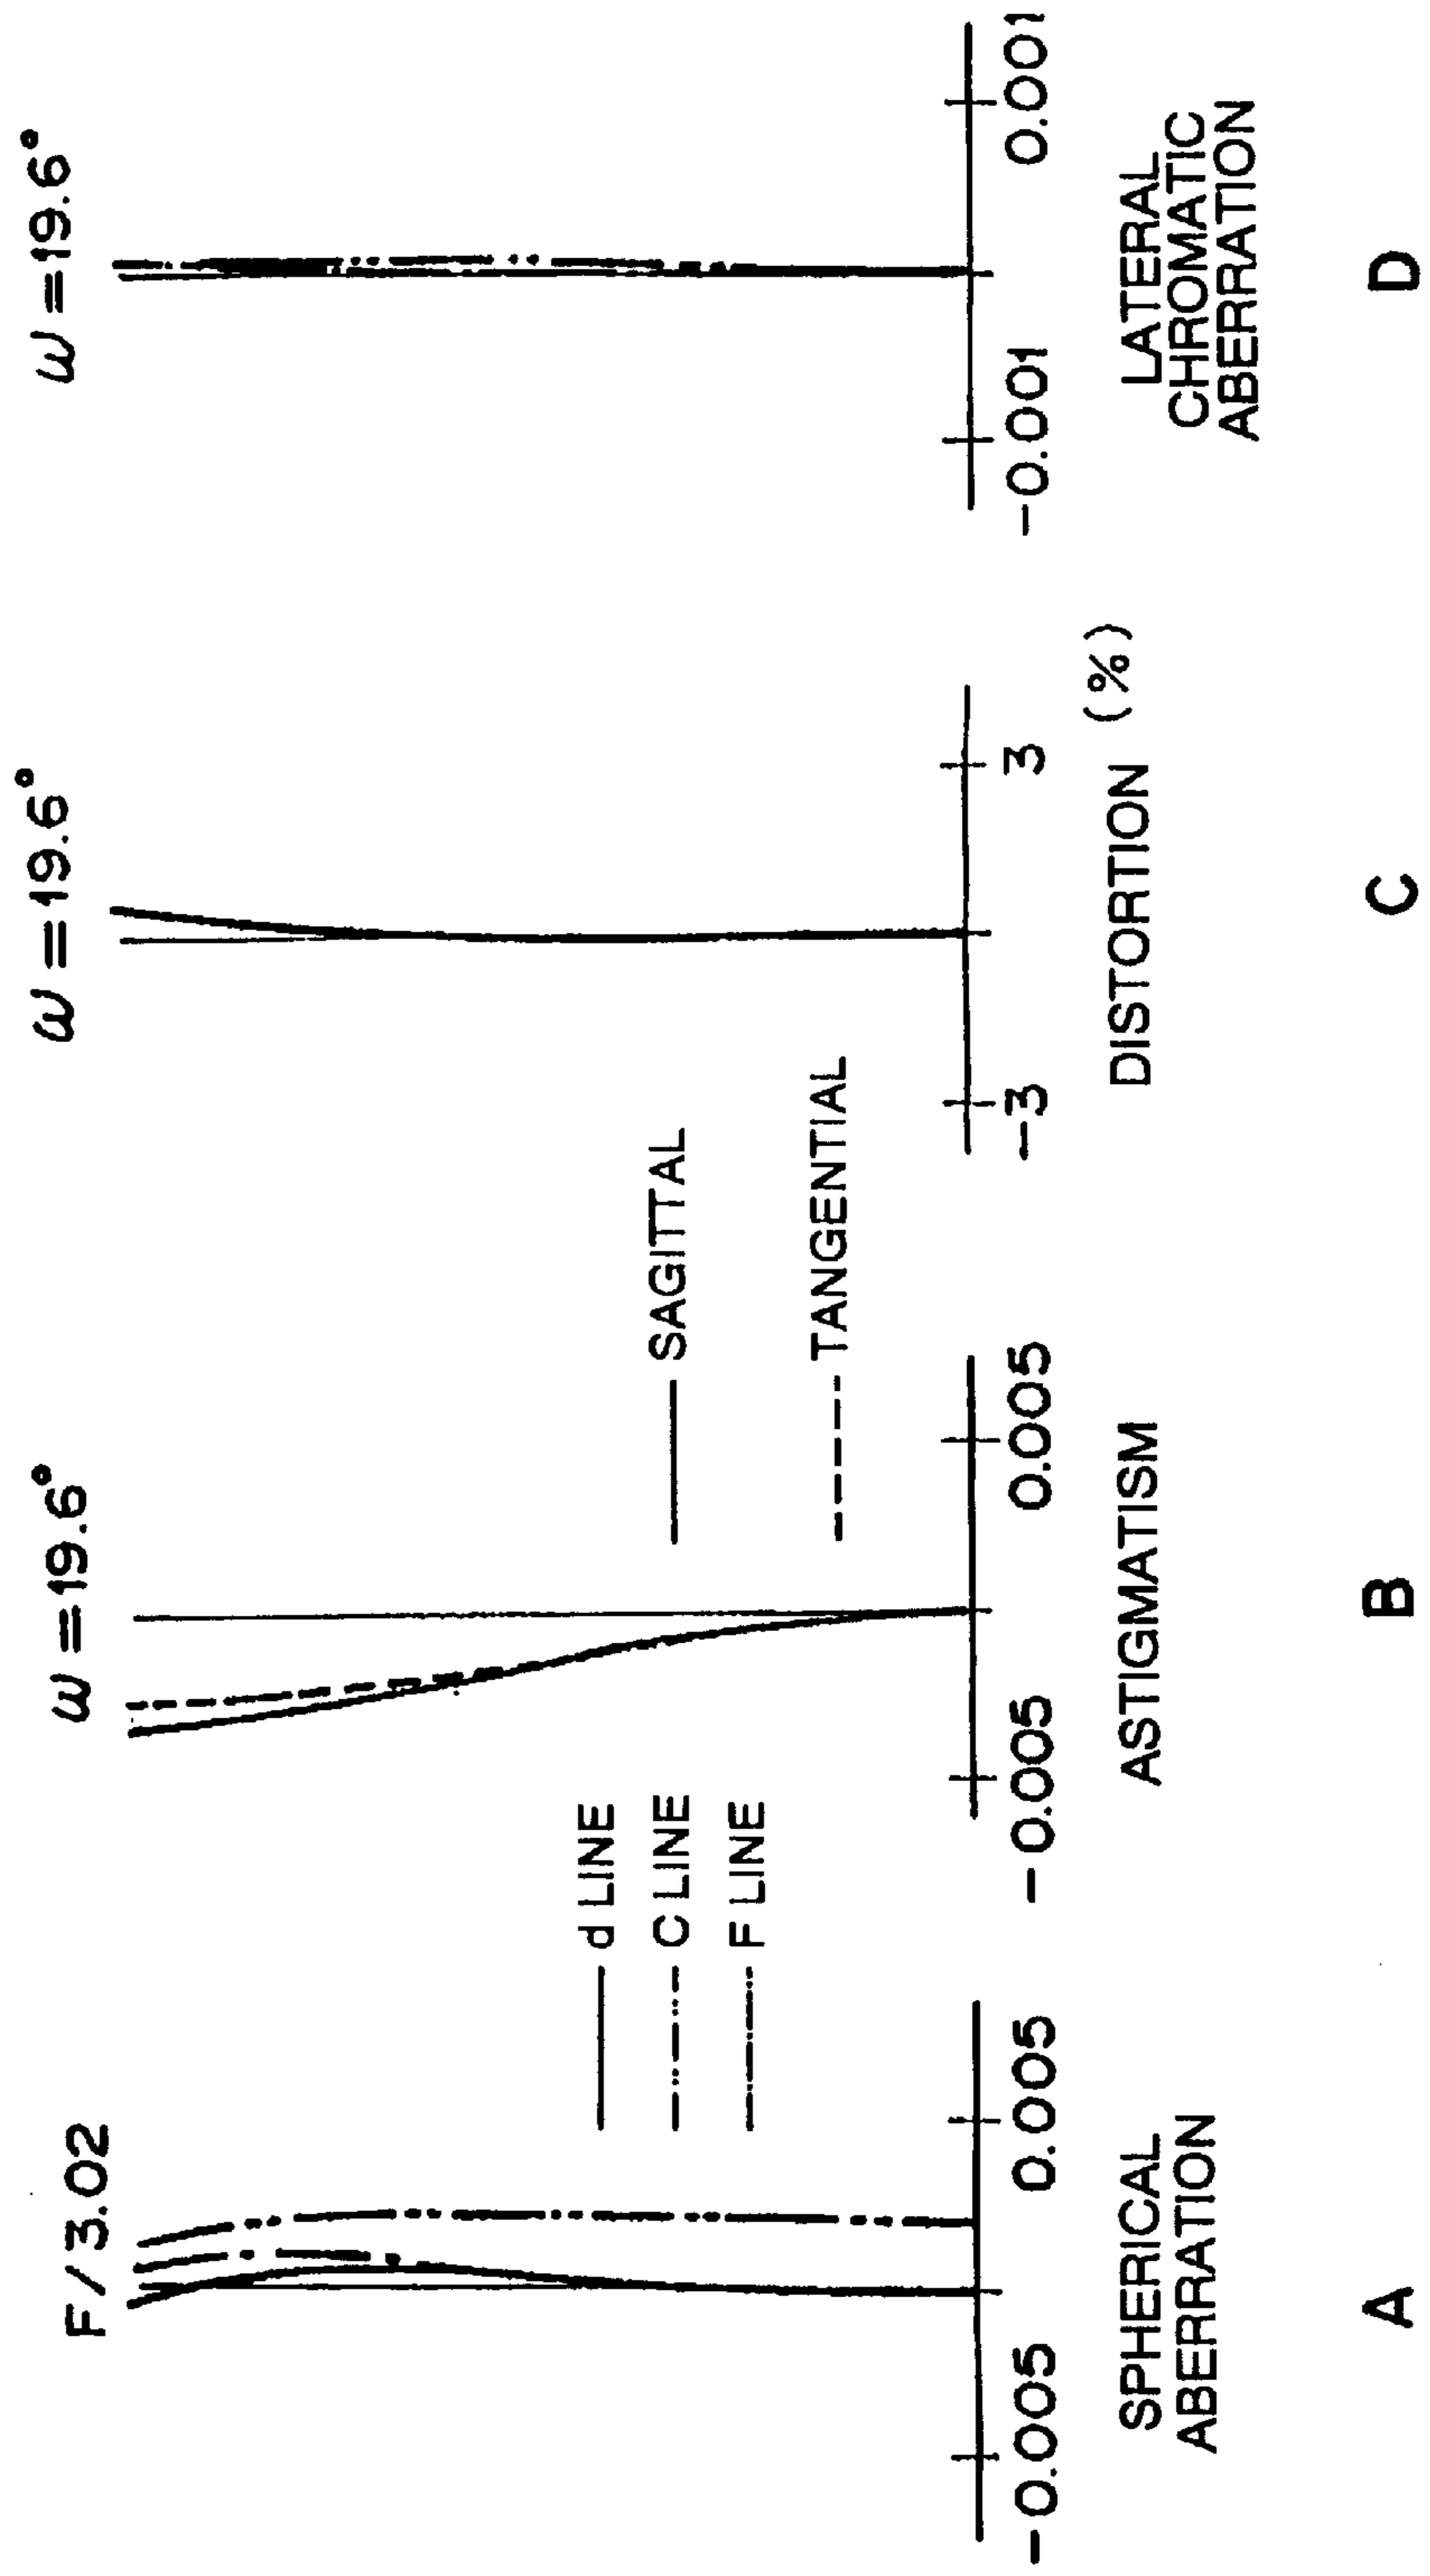 F / 3.02
d LINE
C LINE
F LINE
-0.005
0.005
SPHERICAL
ABERRATION
A
ω = 19.6°
SAGITTAL
TANGENTIAL
-0.005
0.005
ASTIGMATISM
B
ω = 19.6°
-3
3
DISTORTION (%)
C
ω = 19.6°
-0.001
0.001
LATERAL
CHROMATIC
ABERRATION
D